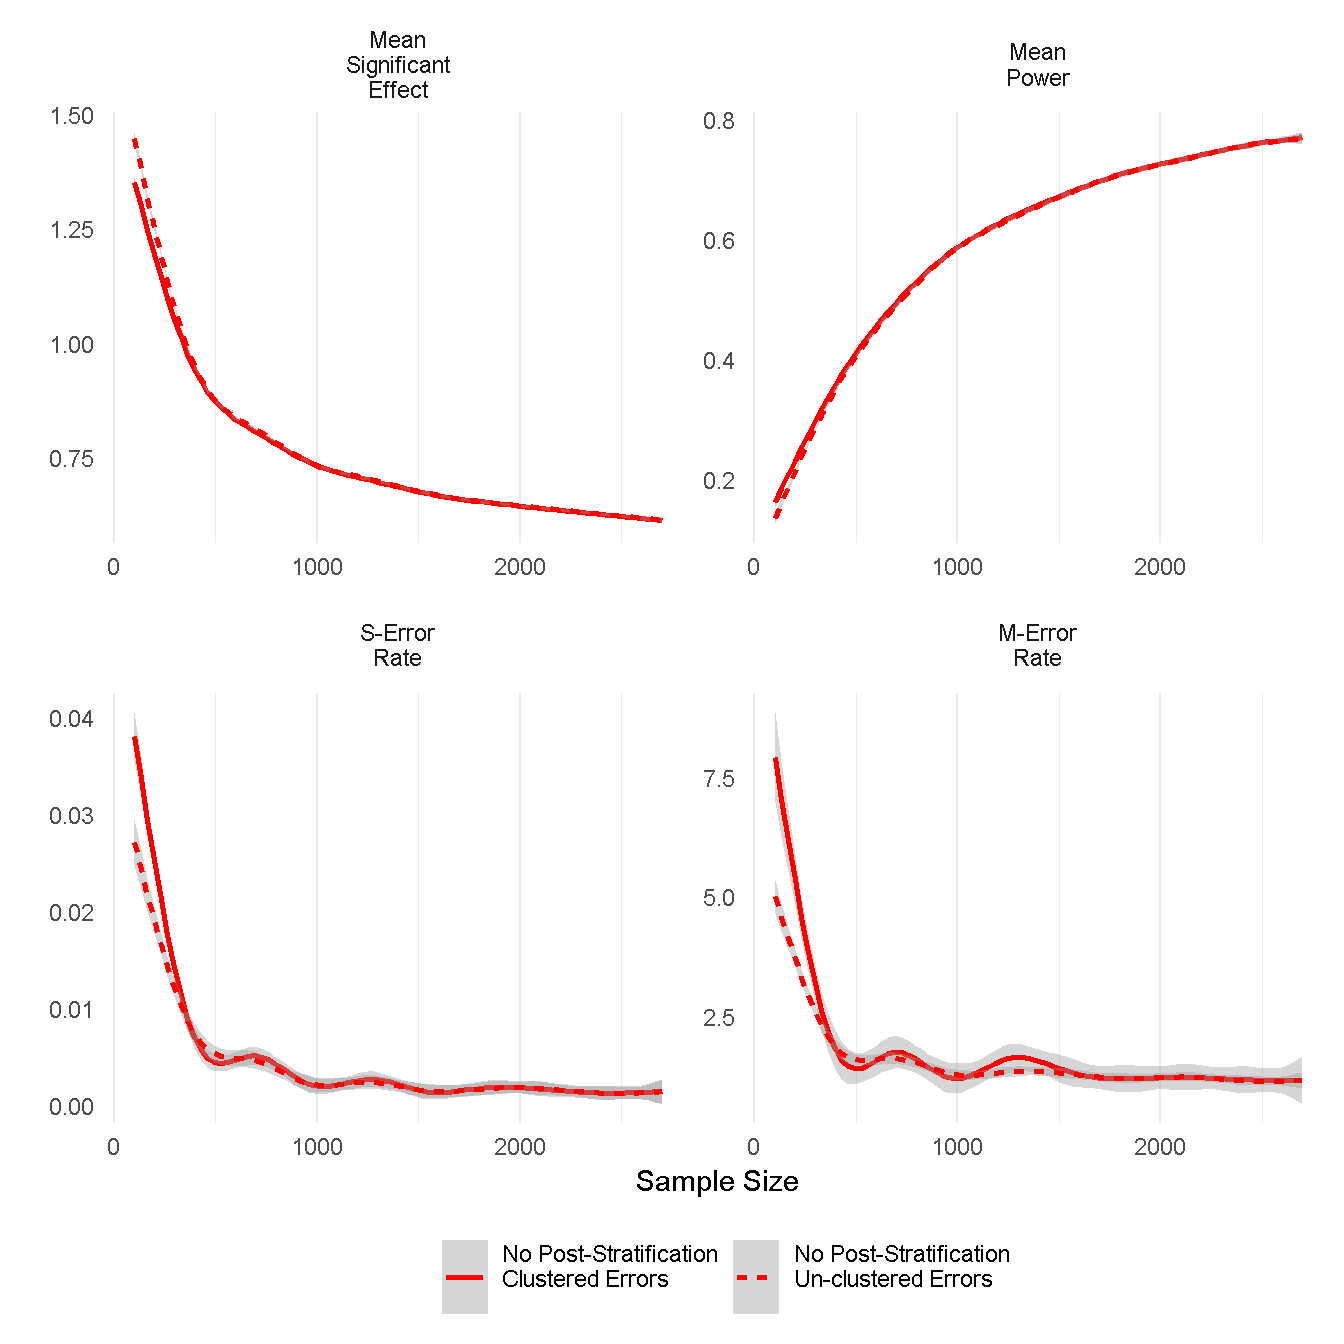 Mean
Significant
Effect
Mean
Power
1.50
1.25
1.00
0.75
0
1000
2000
0.8
0.6
0.4
0.2
0
1000
2000
S-Error
Rate
M-Error
Rate
0.04
0.03
0.02
0.01
0.00
0
1000
2000
7.5
5.0
2.5
0
1000
2000
Sample Size
No Post-Stratification
Clustered Errors
No Post-Stratification
Un-clustered Errors